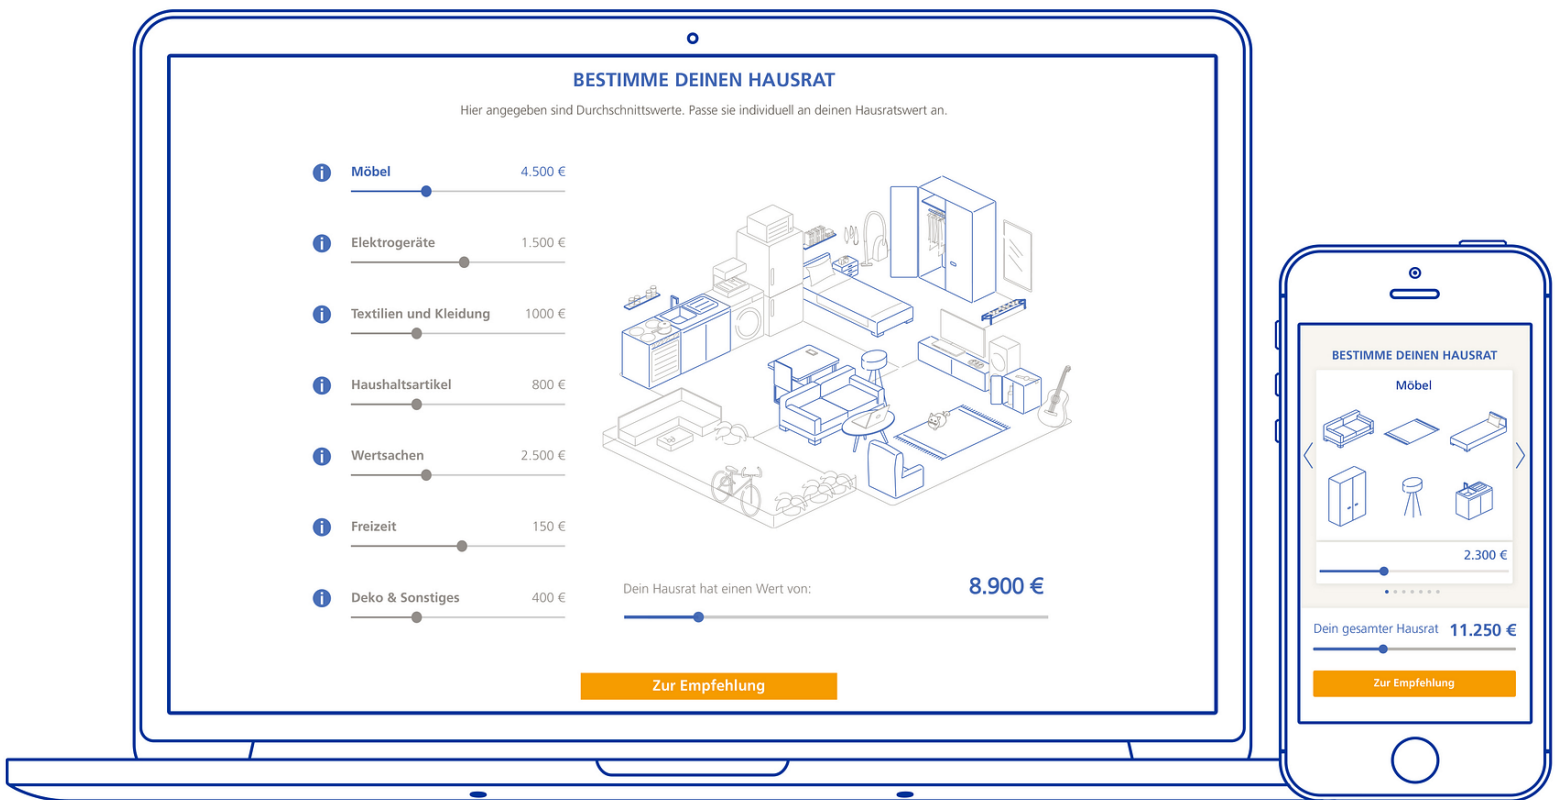 BESTIMME DEINEN HAUSRAT
Hier angegeben sind Durchschnittswerte. Passe sie individuell an deinen Hausratswert an.
Möbel 4.500 €
Elektrogeräte 1.500 €
Textilien und Kleidung 1000 €
Haushaltsartikel 800 €
Wertsachen 2.500 €
Freizeit 150 €
Deko & Sonstiges 400 €
Dein Hausrat hat einen Wert von: 8.900 €
Zur Empfehlung
BESTIMME DEINEN HAUSRAT
Möbel
2.300 €
Dein gesamter Hausrat 11.250 €
Zur Empfehlung